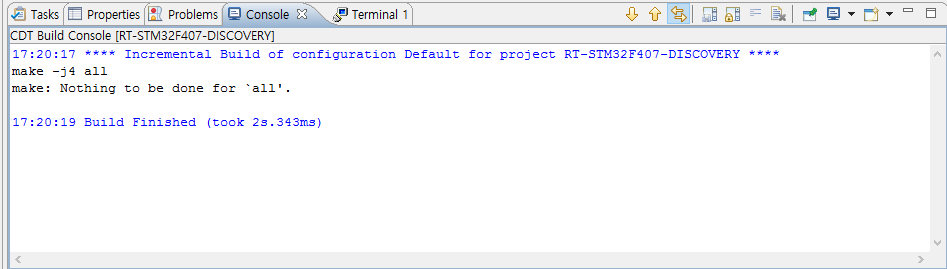 Tasks Properties Problems Console Terminal 1
CDT Build Console [RT-STM32F407-DISCOVERY]
17:20:17 **** Incremental Build of configuration Default for project RT-STM32F407-DISCOVERY ****
make -j4 all
make: Nothing to be done for `all'.
17:20:19 Build Finished (took 2s.343ms)